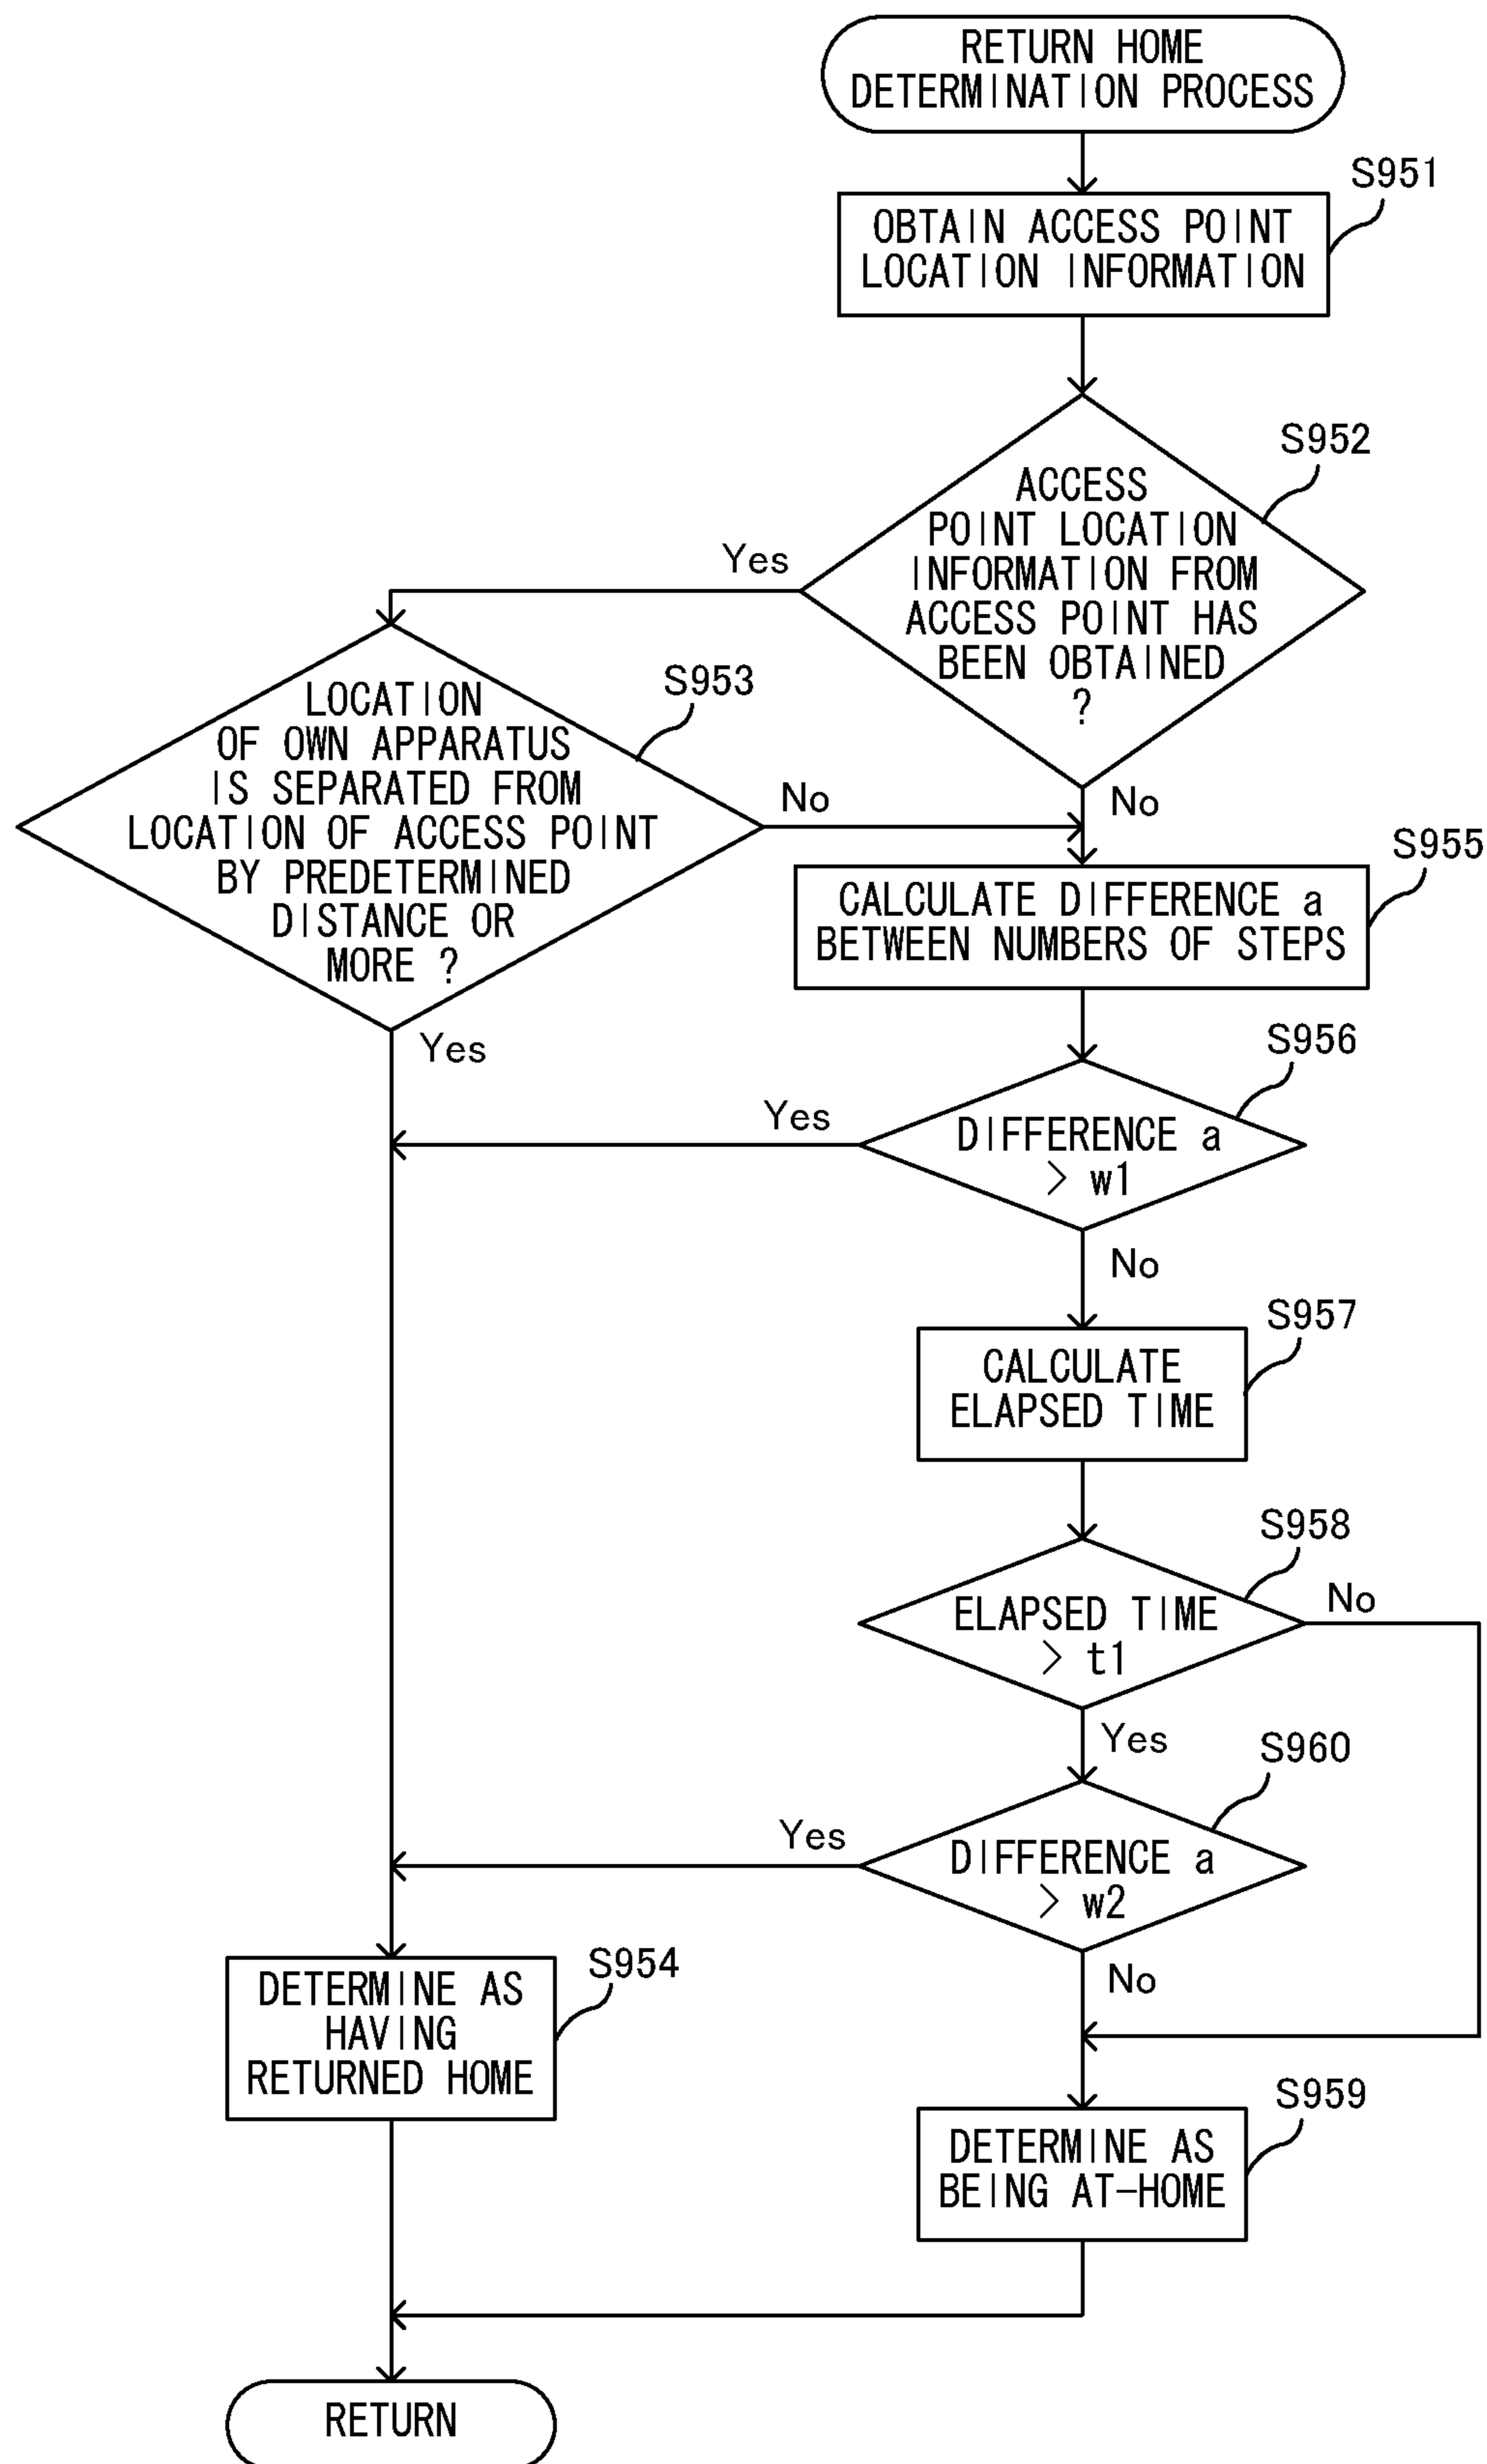 RETURN HOME
DETERMINATION PROCESS
S951
OBTAIN ACCESS POINT
LOCATION INFORMATION
S952
ACCESS
POINT LOCATION
INFORMATION FROM
ACCESS POINT HAS
BEEN OBTAINED
?
Yes
No
S953
LOCATION
OF OWN APPARATUS
IS SEPARATED FROM
LOCATION OF ACCESS POINT
BY PREDETERMINED
DISTANCE OR
MORE ?
No
Yes
S955
CALCULATE DIFFERENCE a
BETWEEN NUMBERS OF STEPS
S956
DIFFERENCE a
> w1
Yes
No
S957
CALCULATE
ELAPSED TIME
S958
ELAPSED TIME
> t1
No
Yes
S960
DIFFERENCE a
> w2
Yes
No
S954
DETERMINE AS
HAVING
RETURNED HOME
S959
DETERMINE AS
BEING AT-HOME
RETURN